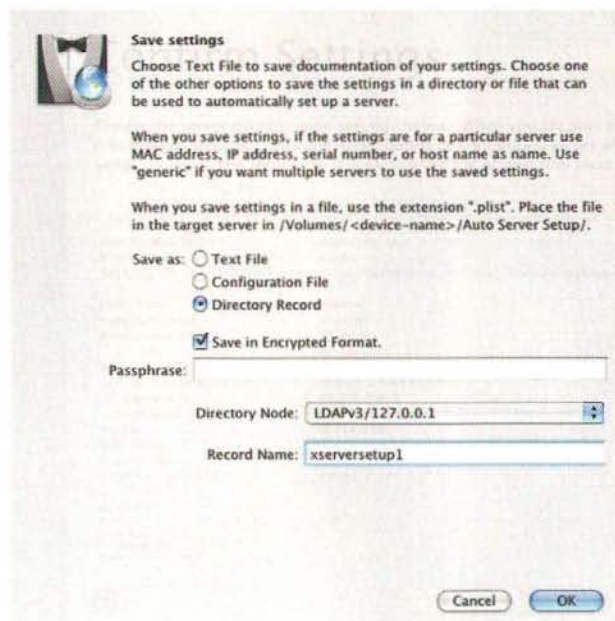 Save settings
Choose Text File to save documentation of your settings. Choose one
of the other options to save the settings in a directory or file that can
be used to automatically set up a server.
When you save settings, if the settings are for a particular server use
MAC address, IP address, serial number, or host name as name. Use
"generic" if you want multiple servers to use the saved settings.
When you save settings in a file, use the extension ".plist". Place the file
in the target server in /Volumes/<device-name>/Auto Server Setup/.
Save as: Text File
Configuration File
Directory Record
Save in Encrypted Format.
Passphrase:
Directory Node: LDAPv3/127.0.0.1
Record Name: xserversetup1
Cancel OK